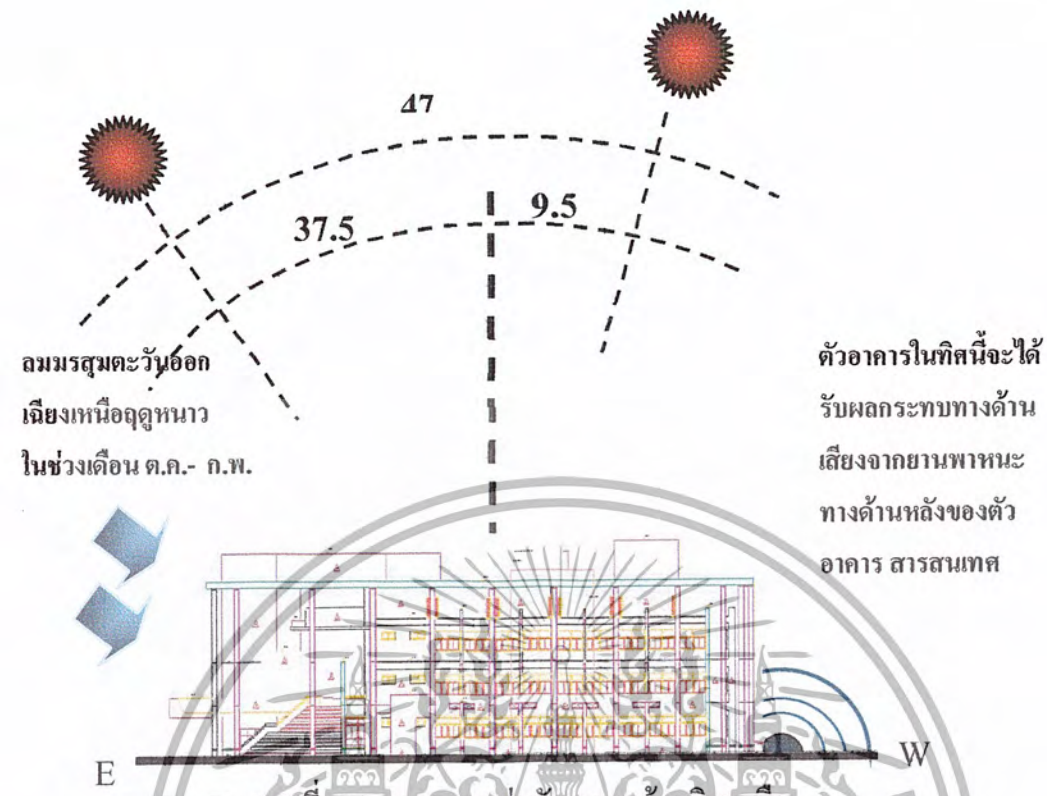 47
37.5
9.5
ลมมรสุมตะวันออก
เฉียงเหนือฤดูหนาว
ในช่วงเดือน ต.ค.- ก.พ.
ตัวอาคารในทิศนี้จะได้
รับผลกระทบทางด้าน
เสียงจากยานพาหนะ
ทางด้านหลังของตัว
อาคาร สารสนเทศ
E
W